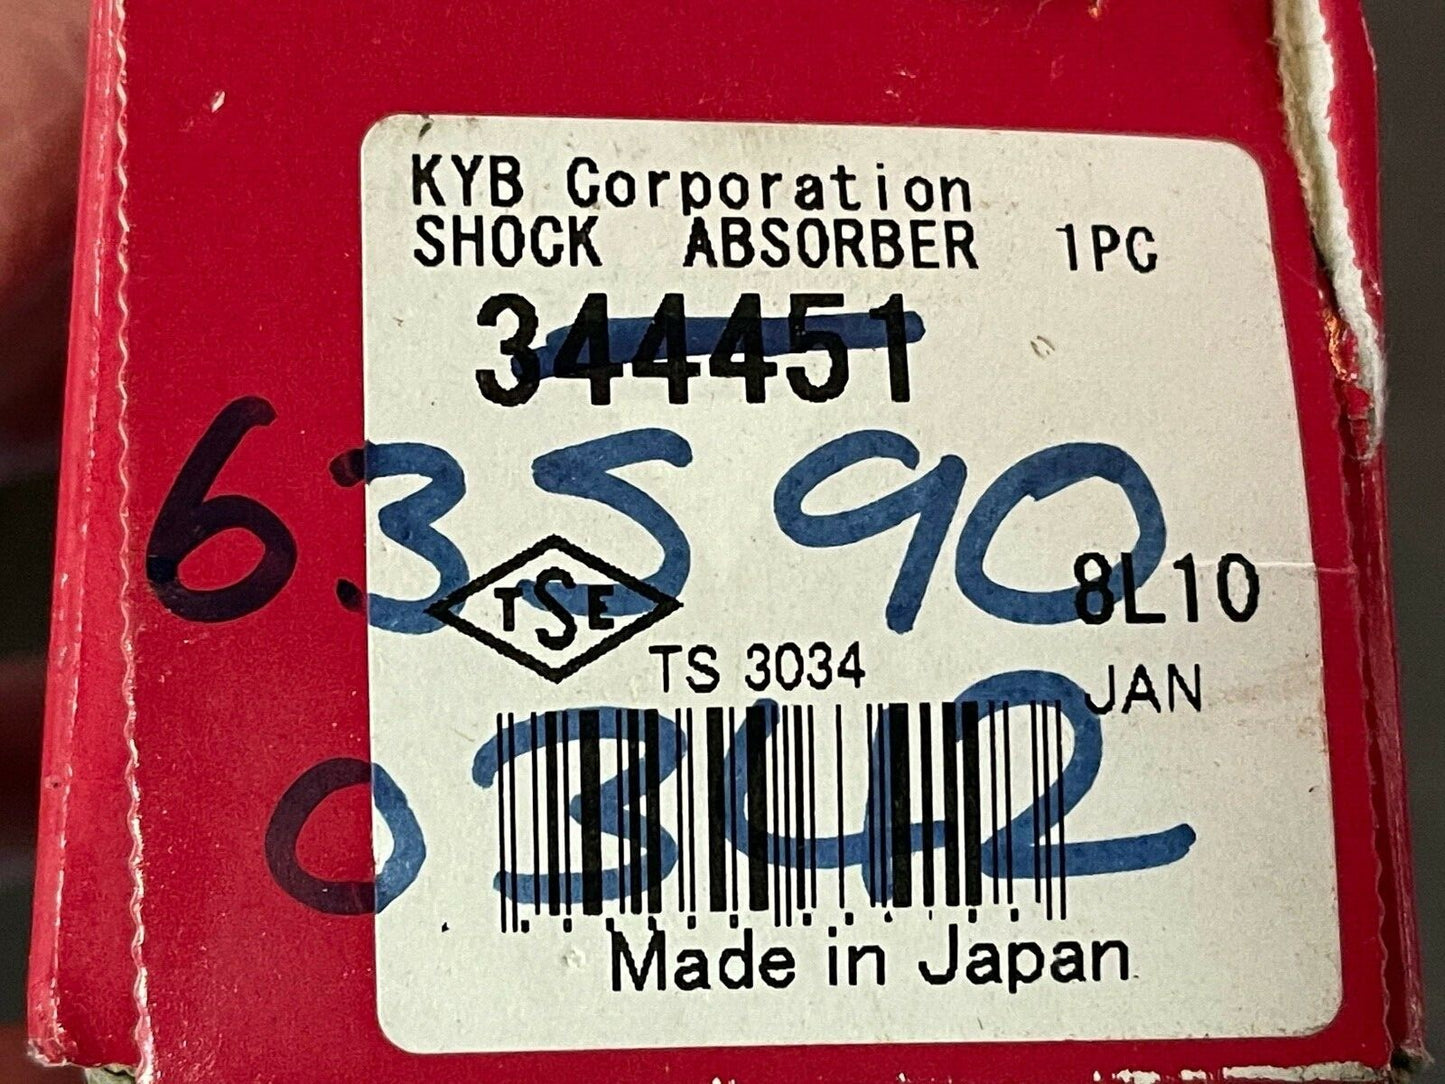 KYB Corporation
SHOCK ABSORBER 1PC
344451
63590
TSE
8L10
TS 3034
JAN
0342
Made in Japan